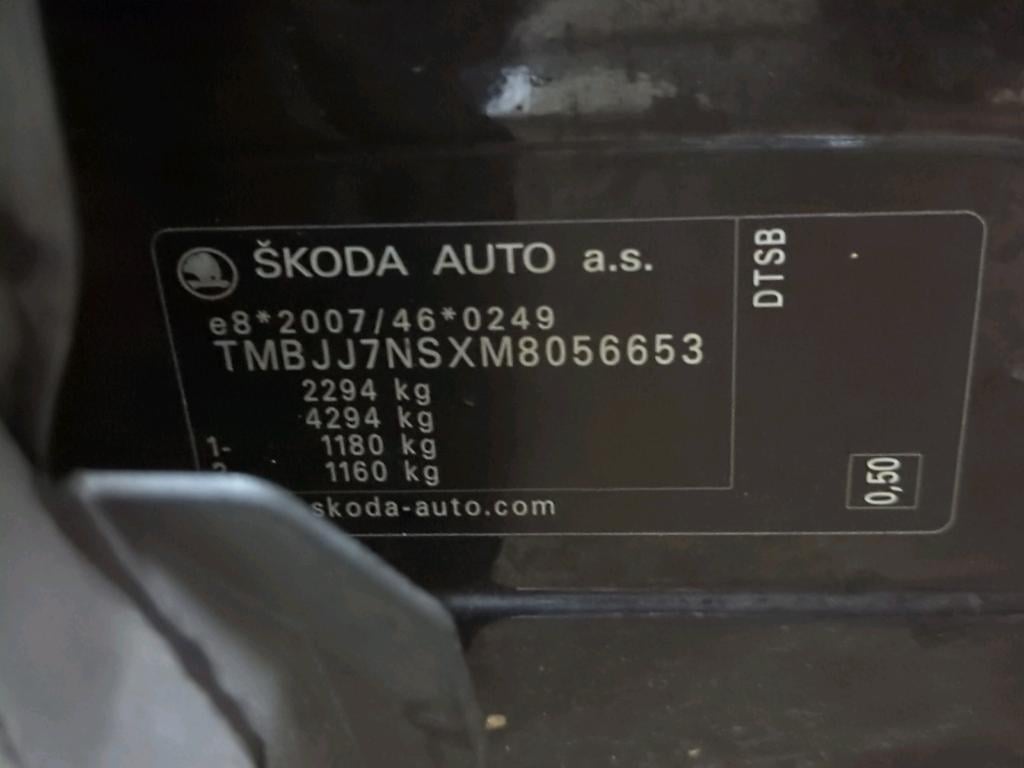 ŠKODA AUTO a.s.
e8*2007/46*0249
TMBJJ7NSXM8056653
2294 kg
4294 kg
1- 1180 kg
1160 kg
skoda-auto.com
DTSB
0,50